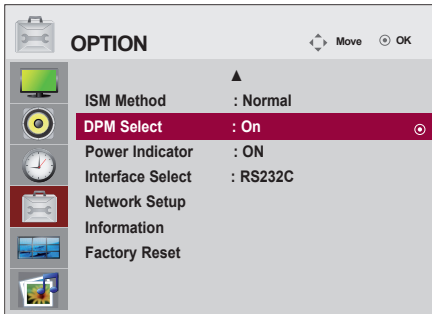 OPTION
Move OK
ISM Method : Normal
DPM Select : On
Power Indicator : ON
Interface Select : RS232C
Network Setup
Information
Factory Reset